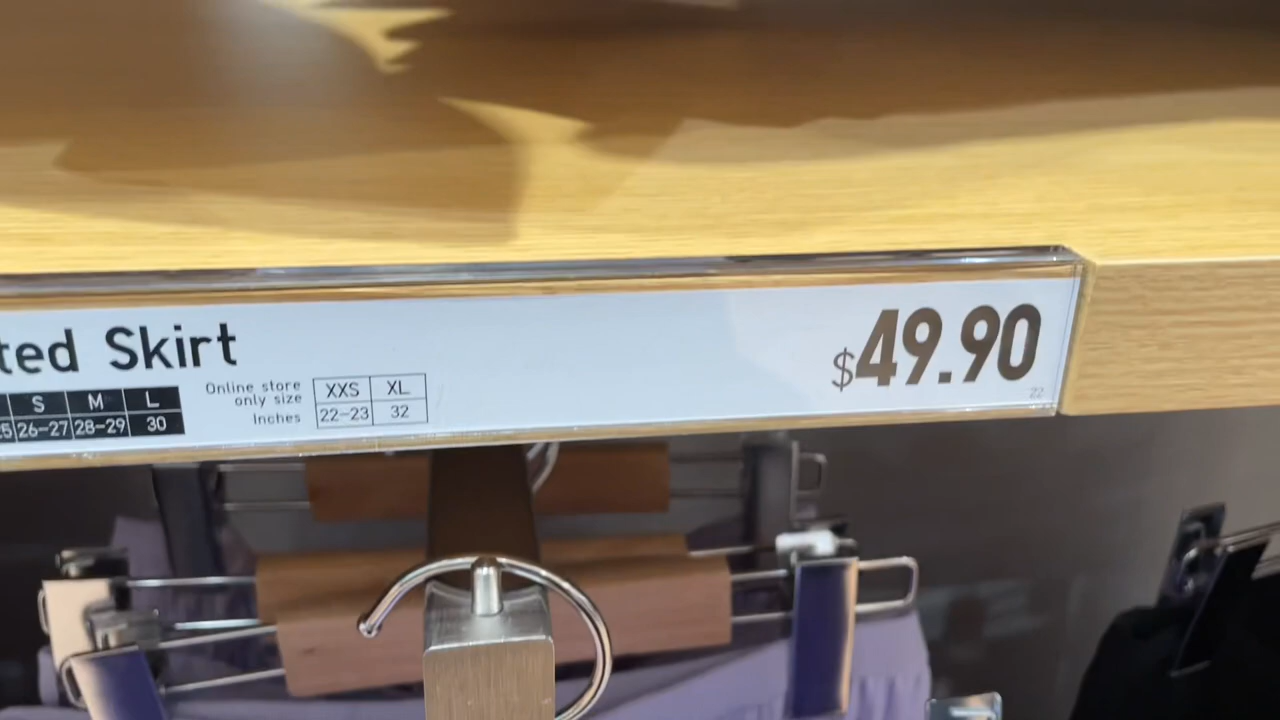 ted Skirt
$49.90
S M L
5 26-27 28-29 30
Online store
only size
Inches
XXS XL
22-23 32
22